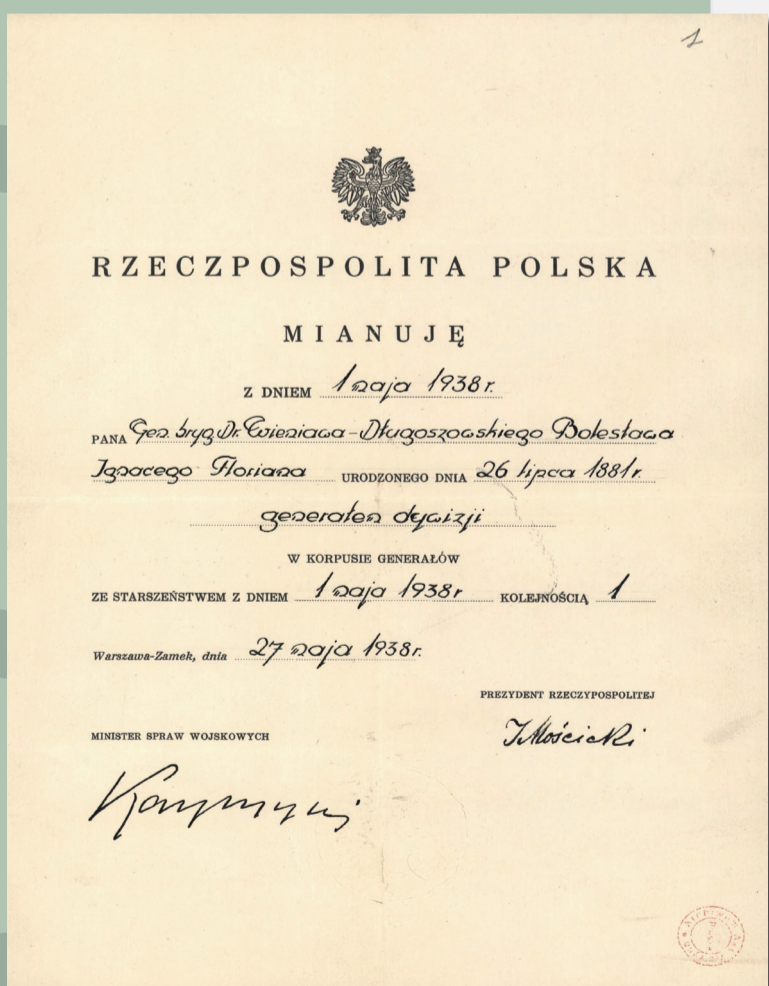 1
RZECZPOSPOLITA POLSKA
MIANUJĘ
Z DNIEM 1 maja 1938 r.
PANA Gen. bryg. Dr. Wieniawa-Długoszowskiego Bolesława
Ignacego Floriana URODZONEGO DNIA 26 lipca 1881 r.
generałem dywizji
W KORPUSIE GENERAŁÓW
ZE STARSZEŃSTWEM Z DNIEM 1 maja 1938 r KOLEJNOŚCIĄ 1
Warszawa-Zamek, dnia 27 maja 1938 r.
PREZYDENT RZECZYPOSPOLITEJ
IMościcki
MINISTER SPRAW WOJSKOWYCH